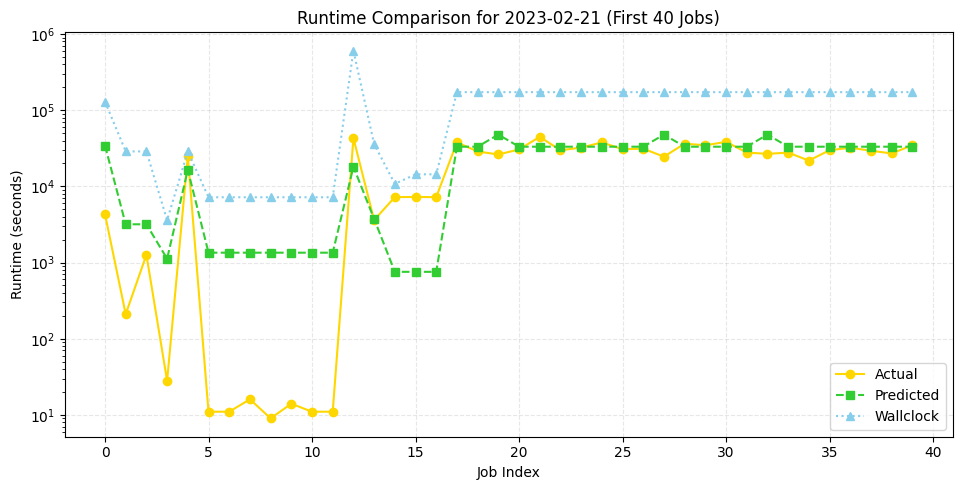 Runtime Comparison for 2023-02-21 (First 40 Jobs)
Runtime (seconds)
10⁶
10⁵
10⁴
10³
10²
10¹
0 5 10 15 20 25 30 35 40
Job Index
Actual
Predicted
Wallclock